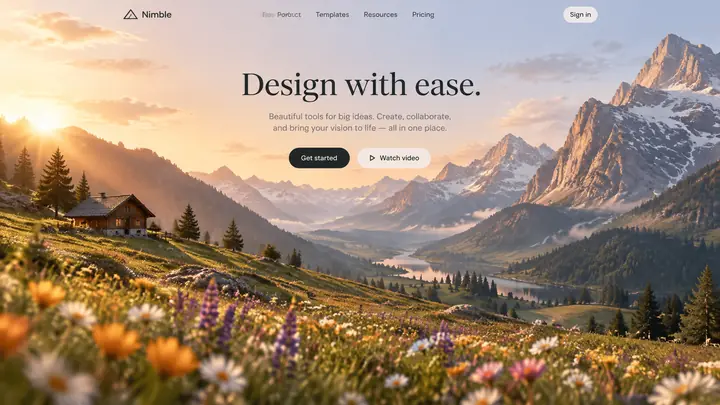 Nimble
Product
Templates
Resources
Pricing
Sign in
Design with ease.
Beautiful tools for big ideas. Create, collaborate,
and bring your vision to life — all in one place.
Get started
Watch video